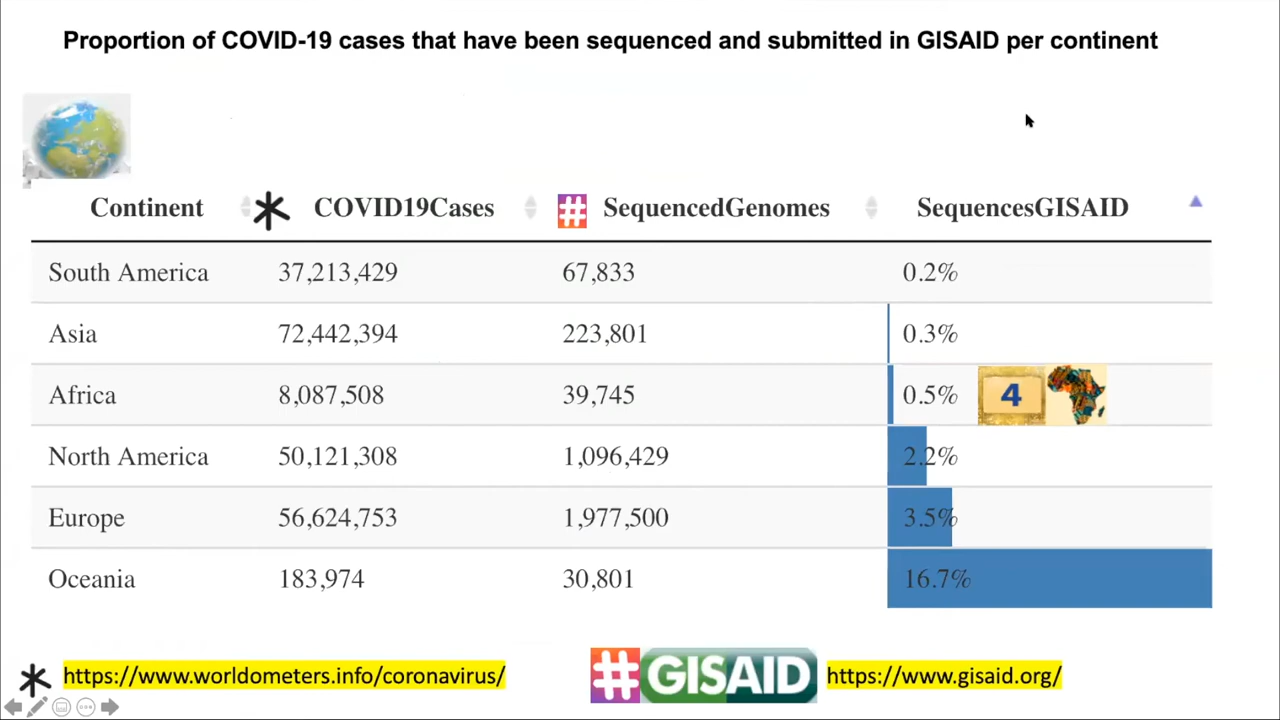 Proportion of COVID-19 cases that have been sequenced and submitted in GISAID per continent
Continent * COVID19Cases # SequencedGenomes SequencesGISAID
South America 37,213,429 67,833 0.2%
Asia 72,442,394 223,801 0.3%
Africa 8,087,508 39,745 0.5% 4
North America 50,121,308 1,096,429 2.2%
Europe 56,624,753 1,977,500 3.5%
Oceania 183,974 30,801 16.7%
* https://www.worldometers.info/coronavirus/ # GISAID https://www.gisaid.org/